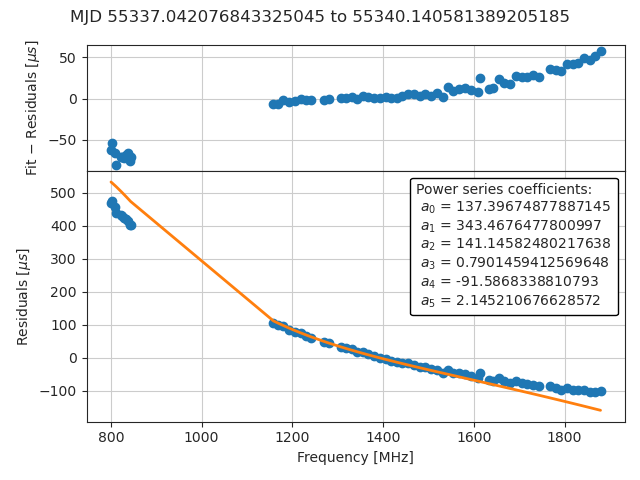 MJD 55337.042076843325045 to 55340.140581389205185
Fit − Residuals [μs]
50
0
−50
Residuals [μs]
500
400
300
200
100
0
−100
Power series coefficients:
a0 = 137.39674877887145
a1 = 343.4676477800997
a2 = 141.14582480217638
a3 = 0.7901459412569648
a4 = -91.5868338810793
a5 = 2.145210676628572
800 1000 1200 1400 1600 1800
Frequency [MHz]